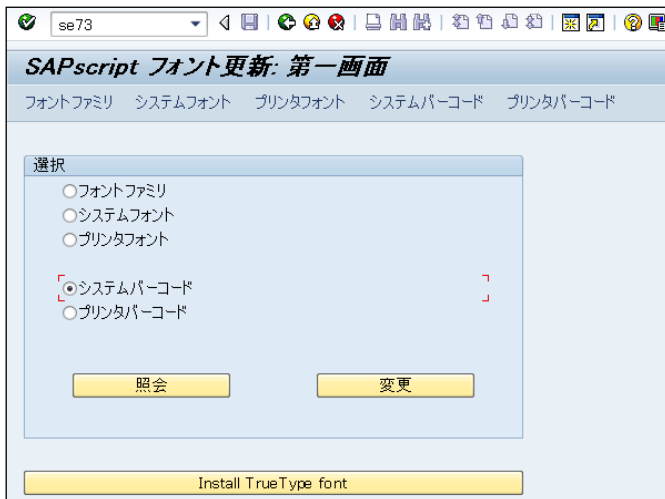 se73
SAPscript フォント更新: 第一画面
フォントファミリ システムフォント プリンタフォント システムバーコード プリンタバーコード
選択
フォントファミリ
システムフォント
プリンタフォント
システムバーコード
プリンタバーコード
照会 変更
Install TrueType font